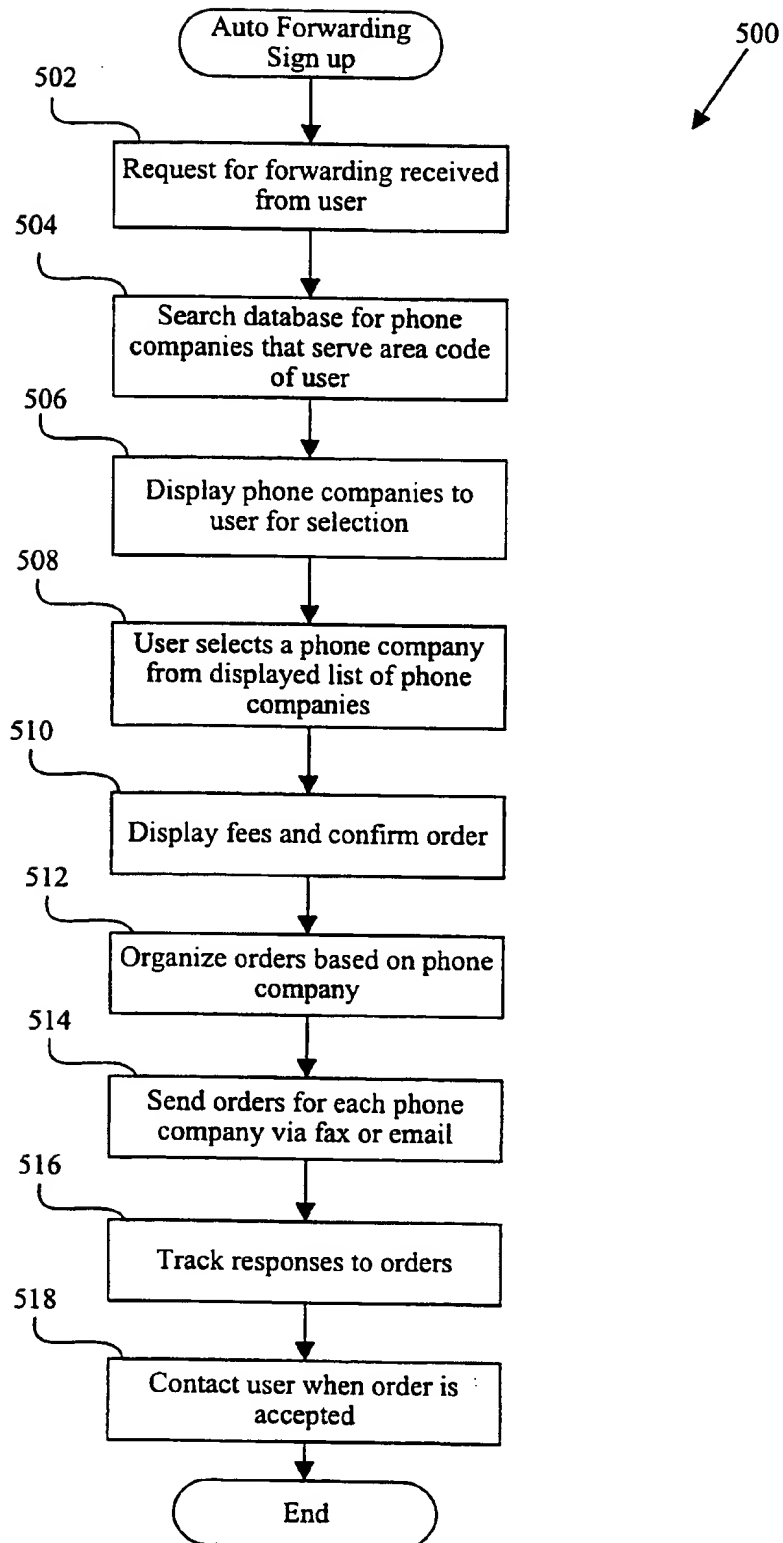 Auto Forwarding
Sign up
500
502
Request for forwarding received
from user
504
Search database for phone
companies that serve area code
of user
506
Display phone companies to
user for selection
508
User selects a phone company
from displayed list of phone
companies
510
Display fees and confirm order
512
Organize orders based on phone
company
514
Send orders for each phone
company via fax or email
516
Track responses to orders
518
Contact user when order is
accepted
End